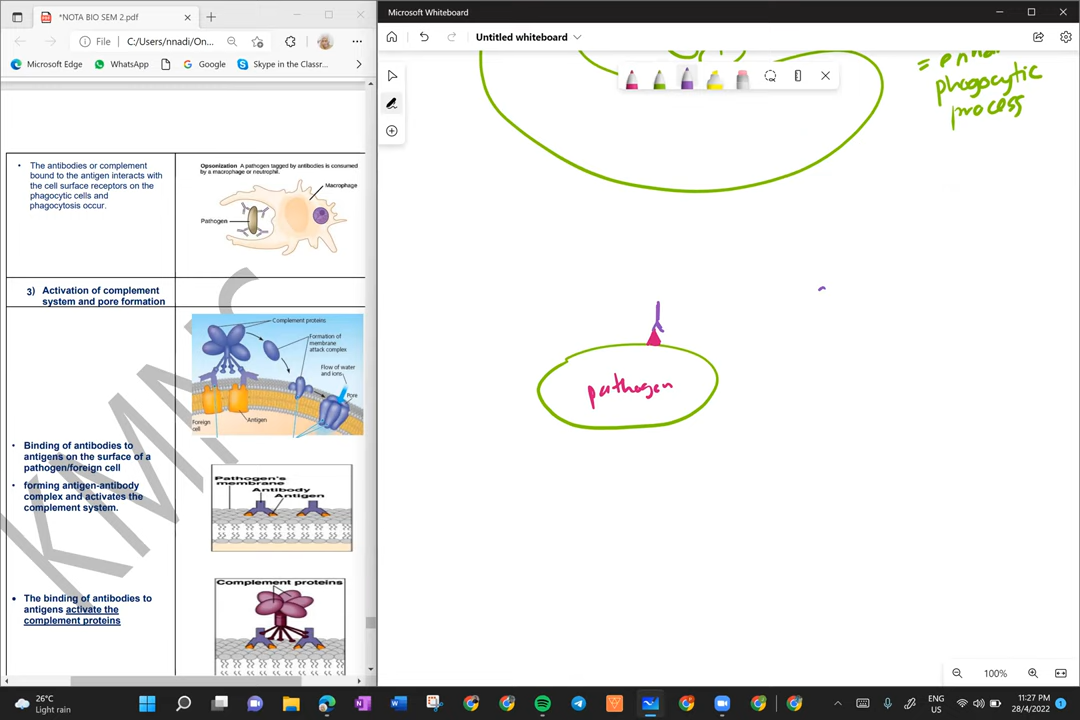 *NOTA BIO SEM 2.pdf
File
C:/Users/nnadi/On...
Microsoft Edge
WhatsApp
Google
Skype in the Classr...
• The antibodies or complement
bound to the antigen interacts with
the cell surface receptors on the
phagocytic cells and
phagocytosis occur.
Opsonization A pathogen tagged by antibodies is consumed
by a macrophage or neutrophil.
Macrophage
Pathogen
3) Activation of complement
system and pore formation
Complement proteins
Formation of
membrane
attack complex
Flow of water
and ions
Pore
Foreign
cell
Antigen
• Binding of antibodies to
antigens on the surface of a
pathogen/foreign cell
• forming antigen-antibody
complex and activates the
complement system.
Pathogen's
membrane
Antibody
Antigen
• The binding of antibodies to
antigens activate the
complement proteins
Complement proteins
KMNS
Microsoft Whiteboard
Untitled whiteboard
phagocytic
process
pathogen
100%
26°C
Light rain
ENG
US
11:27 PM
28/4/2022
1